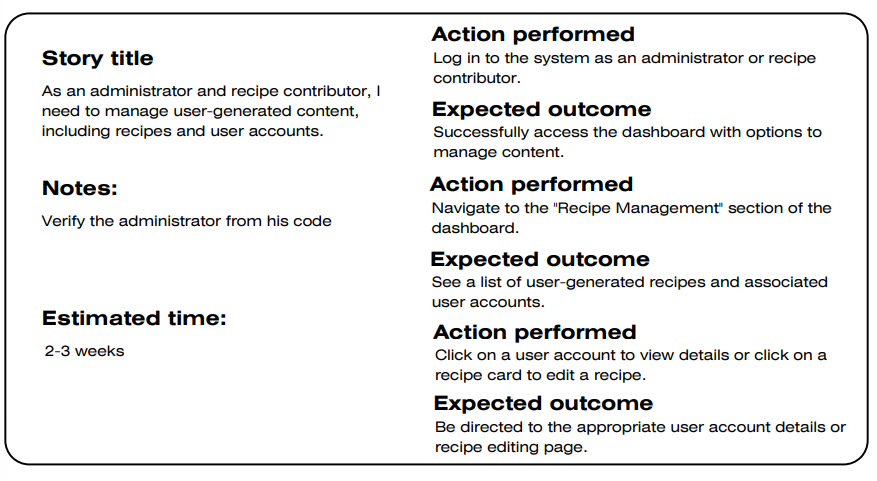 Story title
As an administrator and recipe contributor, I
need to manage user-generated content,
including recipes and user accounts.
Notes:
Verify the administrator from his code
Estimated time:
2-3 weeks
Action performed
Log in to the system as an administrator or recipe
contributor.
Expected outcome
Successfully access the dashboard with options to
manage content.
Action performed
Navigate to the "Recipe Management" section of the
dashboard.
Expected outcome
See a list of user-generated recipes and associated
user accounts.
Action performed
Click on a user account to view details or click on a
recipe card to edit a recipe.
Expected outcome
Be directed to the appropriate user account details or
recipe editing page.